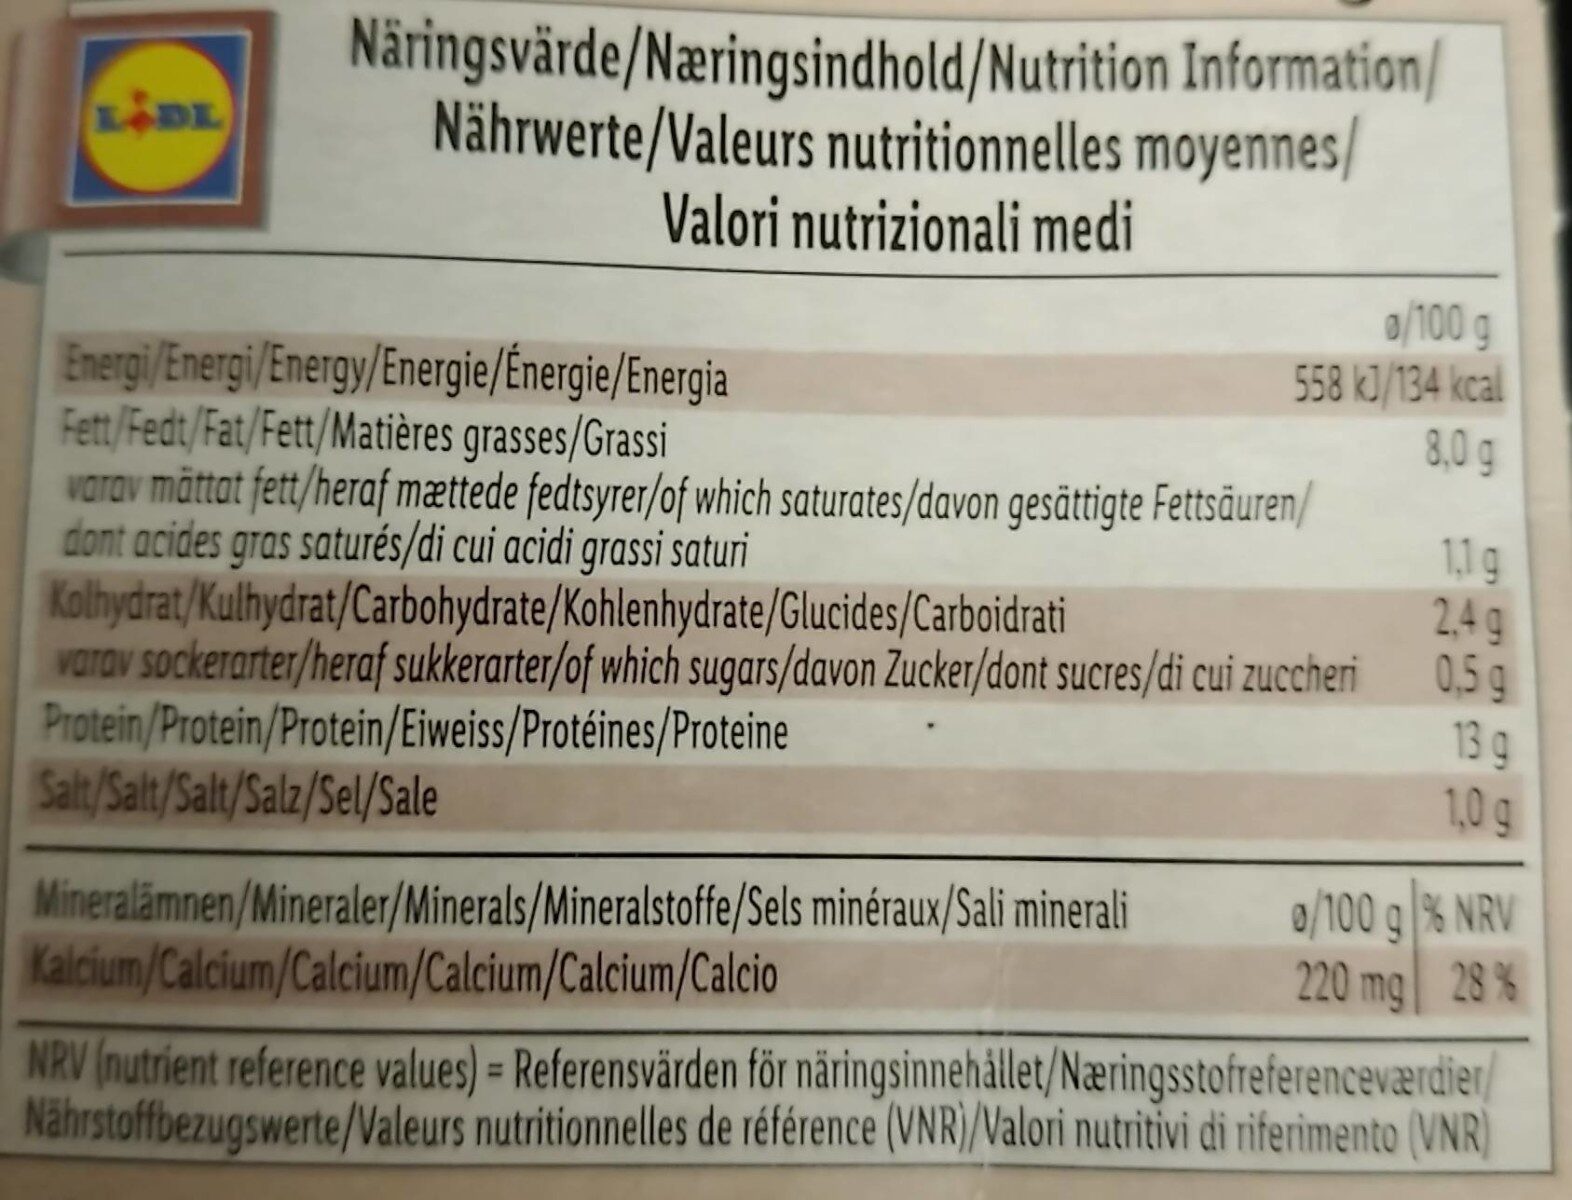 LIDL
Näringsvärde/Næringsindhold/Nutrition Information/
Nährwerte/Valeurs nutritionnelles moyennes/
Valori nutrizionali medi
ø/100 g
Energi/Energi/Energy/Energie/Énergie/Energia 558 kJ/134 kcal
Fett/Fedt/Fat/Fett/Matières grasses/Grassi 8,0 g
varav mättat fett/heraf mættede fedtsyrer/of which saturates/davon gesättigte Fettsäuren/
dont acides gras saturés/di cui acidi grassi saturi 1,1 g
Kolhydrat/Kulhydrat/Carbohydrate/Kohlenhydrate/Glucides/Carboidrati 2,4 g
varav sockerarter/heraf sukkerarter/of which sugars/davon Zucker/dont sucres/di cui zuccheri 0,5 g
Protein/Protein/Protein/Eiweiss/Protéines/Proteine 13 g
Salt/Salt/Salt/Salz/Sel/Sale 1,0 g
Mineralämnen/Mineraler/Minerals/Mineralstoffe/Sels minéraux/Sali minerali ø/100 g % NRV
Kalcium/Calcium/Calcium/Calcium/Calcium/Calcio 220 mg 28 %
NRV (nutrient reference values) = Referensvärden för näringsinnehållet/Næringsstofreferenceværdier/
Nährstoffbezugswerte/Valeurs nutritionnelles de référence (VNR)/Valori nutritivi di riferimento (VNR)